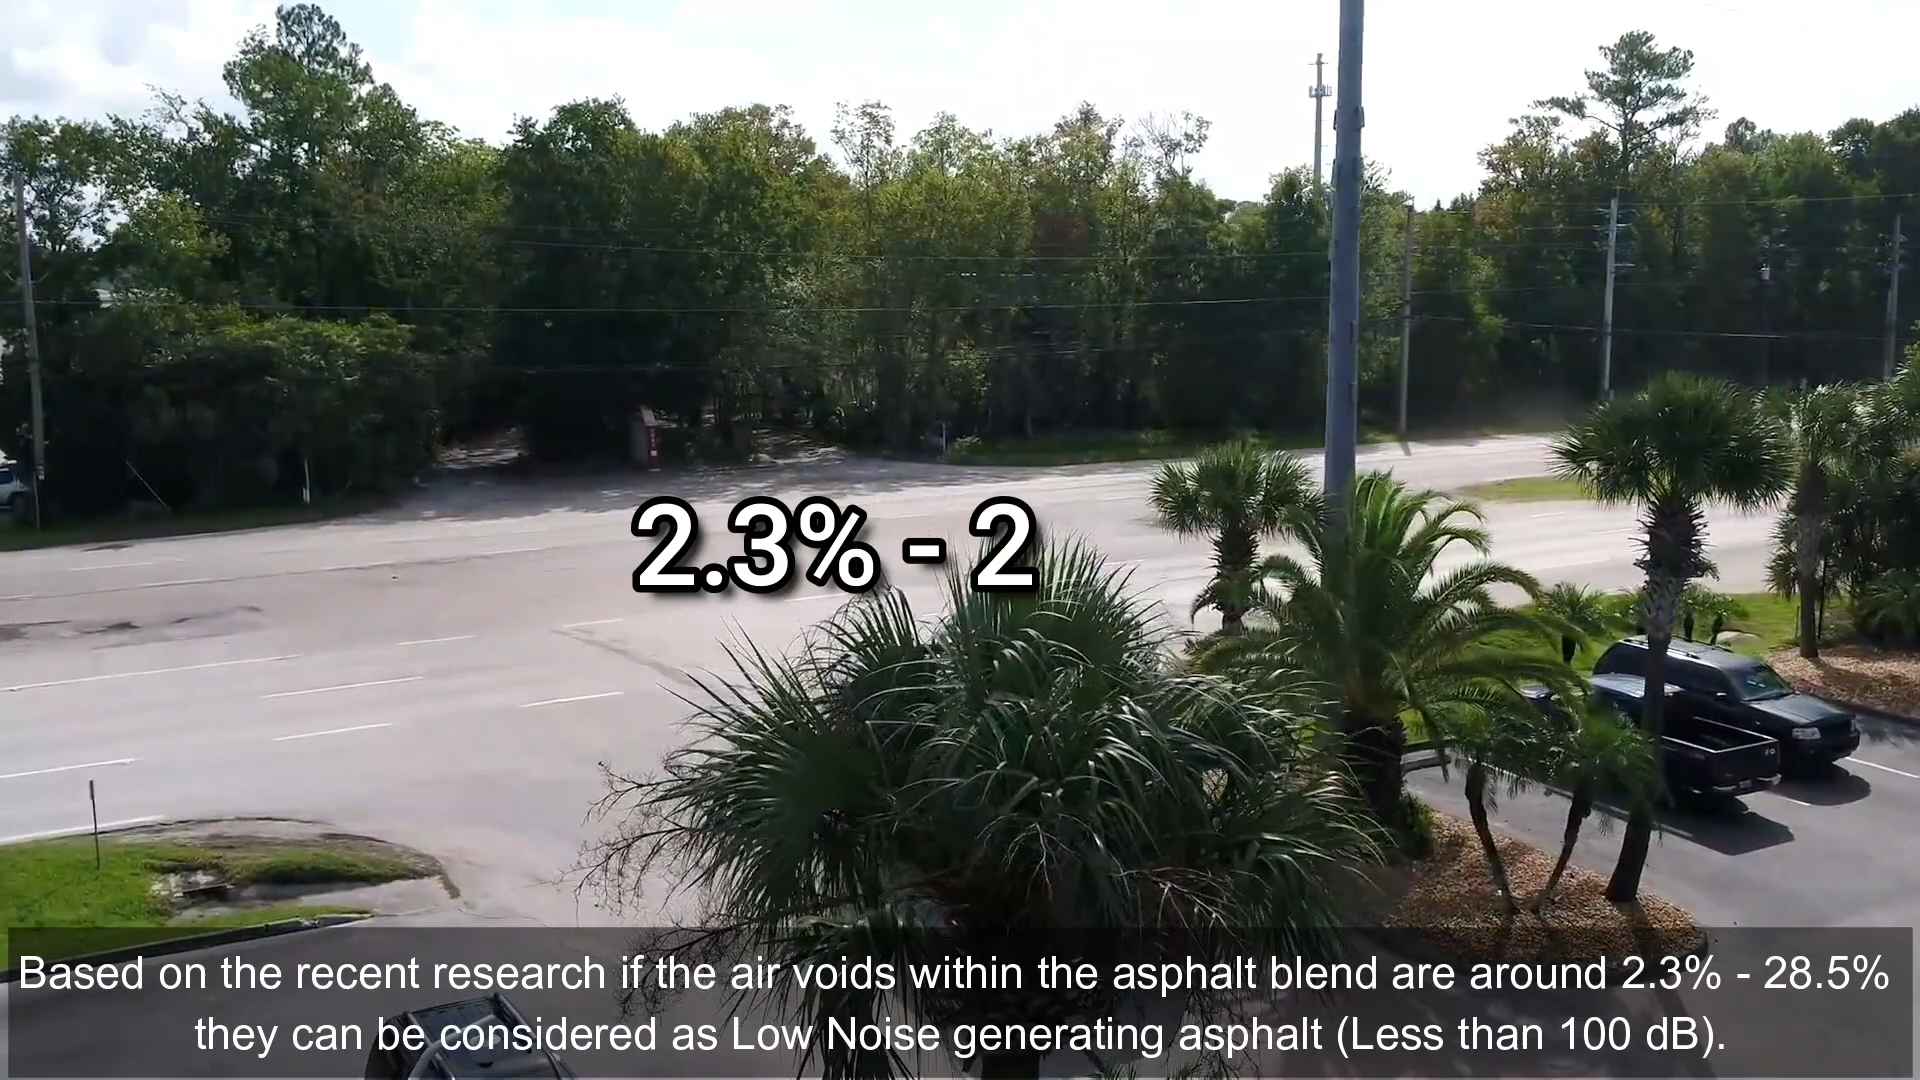 2.3% - 2
Based on the recent research if the air voids within the asphalt blend are around 2.3% - 28.5%
they can be considered as Low Noise generating asphalt (Less than 100 dB).